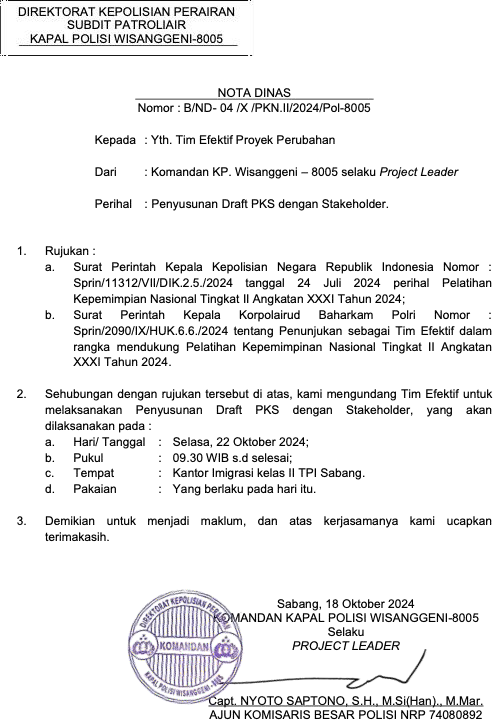 DIREKTORAT KEPOLISIAN PERAIRAN
SUBDIT PATROLIAIR
KAPAL POLISI WISANGGENI-8005
NOTA DINAS
Nomor : B/ND- 04 /X /PKN.II/2024/Pol-8005
Kepada : Yth. Tim Efektif Proyek Perubahan
Dari : Komandan KP. Wisanggeni – 8005 selaku Project Leader
Perihal : Penyusunan Draft PKS dengan Stakeholder.
1. Rujukan :
a. Surat Perintah Kepala Kepolisian Negara Republik Indonesia Nomor :
Sprin/11312/VII/DIK.2.5./2024 tanggal 24 Juli 2024 perihal Pelatihan
Kepemimpian Nasional Tingkat II Angkatan XXXI Tahun 2024;
b. Surat Perintah Kepala Korpolairud Baharkam Polri Nomor :
Sprin/2090/IX/HUK.6.6./2024 tentang Penunjukan sebagai Tim Efektif dalam
rangka mendukung Pelatihan Kepemimpinan Nasional Tingkat II Angkatan
XXXI Tahun 2024.
2. Sehubungan dengan rujukan tersebut di atas, kami mengundang Tim Efektif untuk
melaksanakan Penyusunan Draft PKS dengan Stakeholder, yang akan
dilaksanakan pada :
a. Hari/ Tanggal : Selasa, 22 Oktober 2024;
b. Pukul : 09.30 WIB s.d selesai;
c. Tempat : Kantor Imigrasi kelas II TPI Sabang.
d. Pakaian : Yang berlaku pada hari itu.
3. Demikian untuk menjadi maklum, dan atas kerjasamanya kami ucapkan
terimakasih.
Sabang, 18 Oktober 2024
KOMANDAN KAPAL POLISI WISANGGENI-8005
Selaku
PROJECT LEADER
DIREKTORAT KEPOLISIAN PERAIRAN
KOMANDAN
KAPAL POLISI WISANGGENI-8005
Capt. NYOTO SAPTONO, S.H., M.Si(Han)., M.Mar.
AJUN KOMISARIS BESAR POLISI NRP 74080892